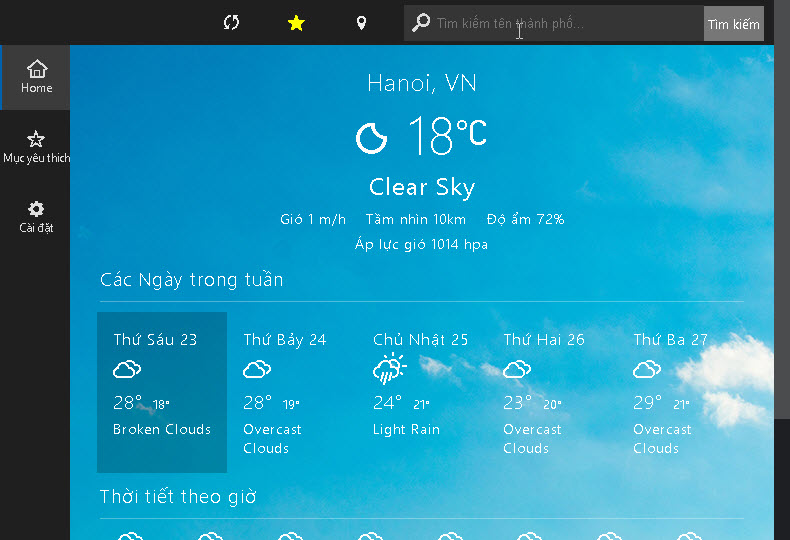 Tìm kiếm tên thành phố...
Tìm kiếm
Home
Mục yêu thích
Cài đặt
Hanoi, VN
18°C
Clear Sky
Gió 1 m/h Tầm nhìn 10km Độ ẩm 72%
Áp lực gió 1014 hpa
Các Ngày trong tuần
Thứ Sáu 23
28° 18°
Broken Clouds
Thứ Bảy 24
28° 19°
Overcast
Clouds
Chủ Nhật 25
24° 21°
Light Rain
Thứ Hai 26
23° 20°
Overcast
Clouds
Thứ Ba 27
29° 21°
Overcast
Clouds
Thời tiết theo giờ